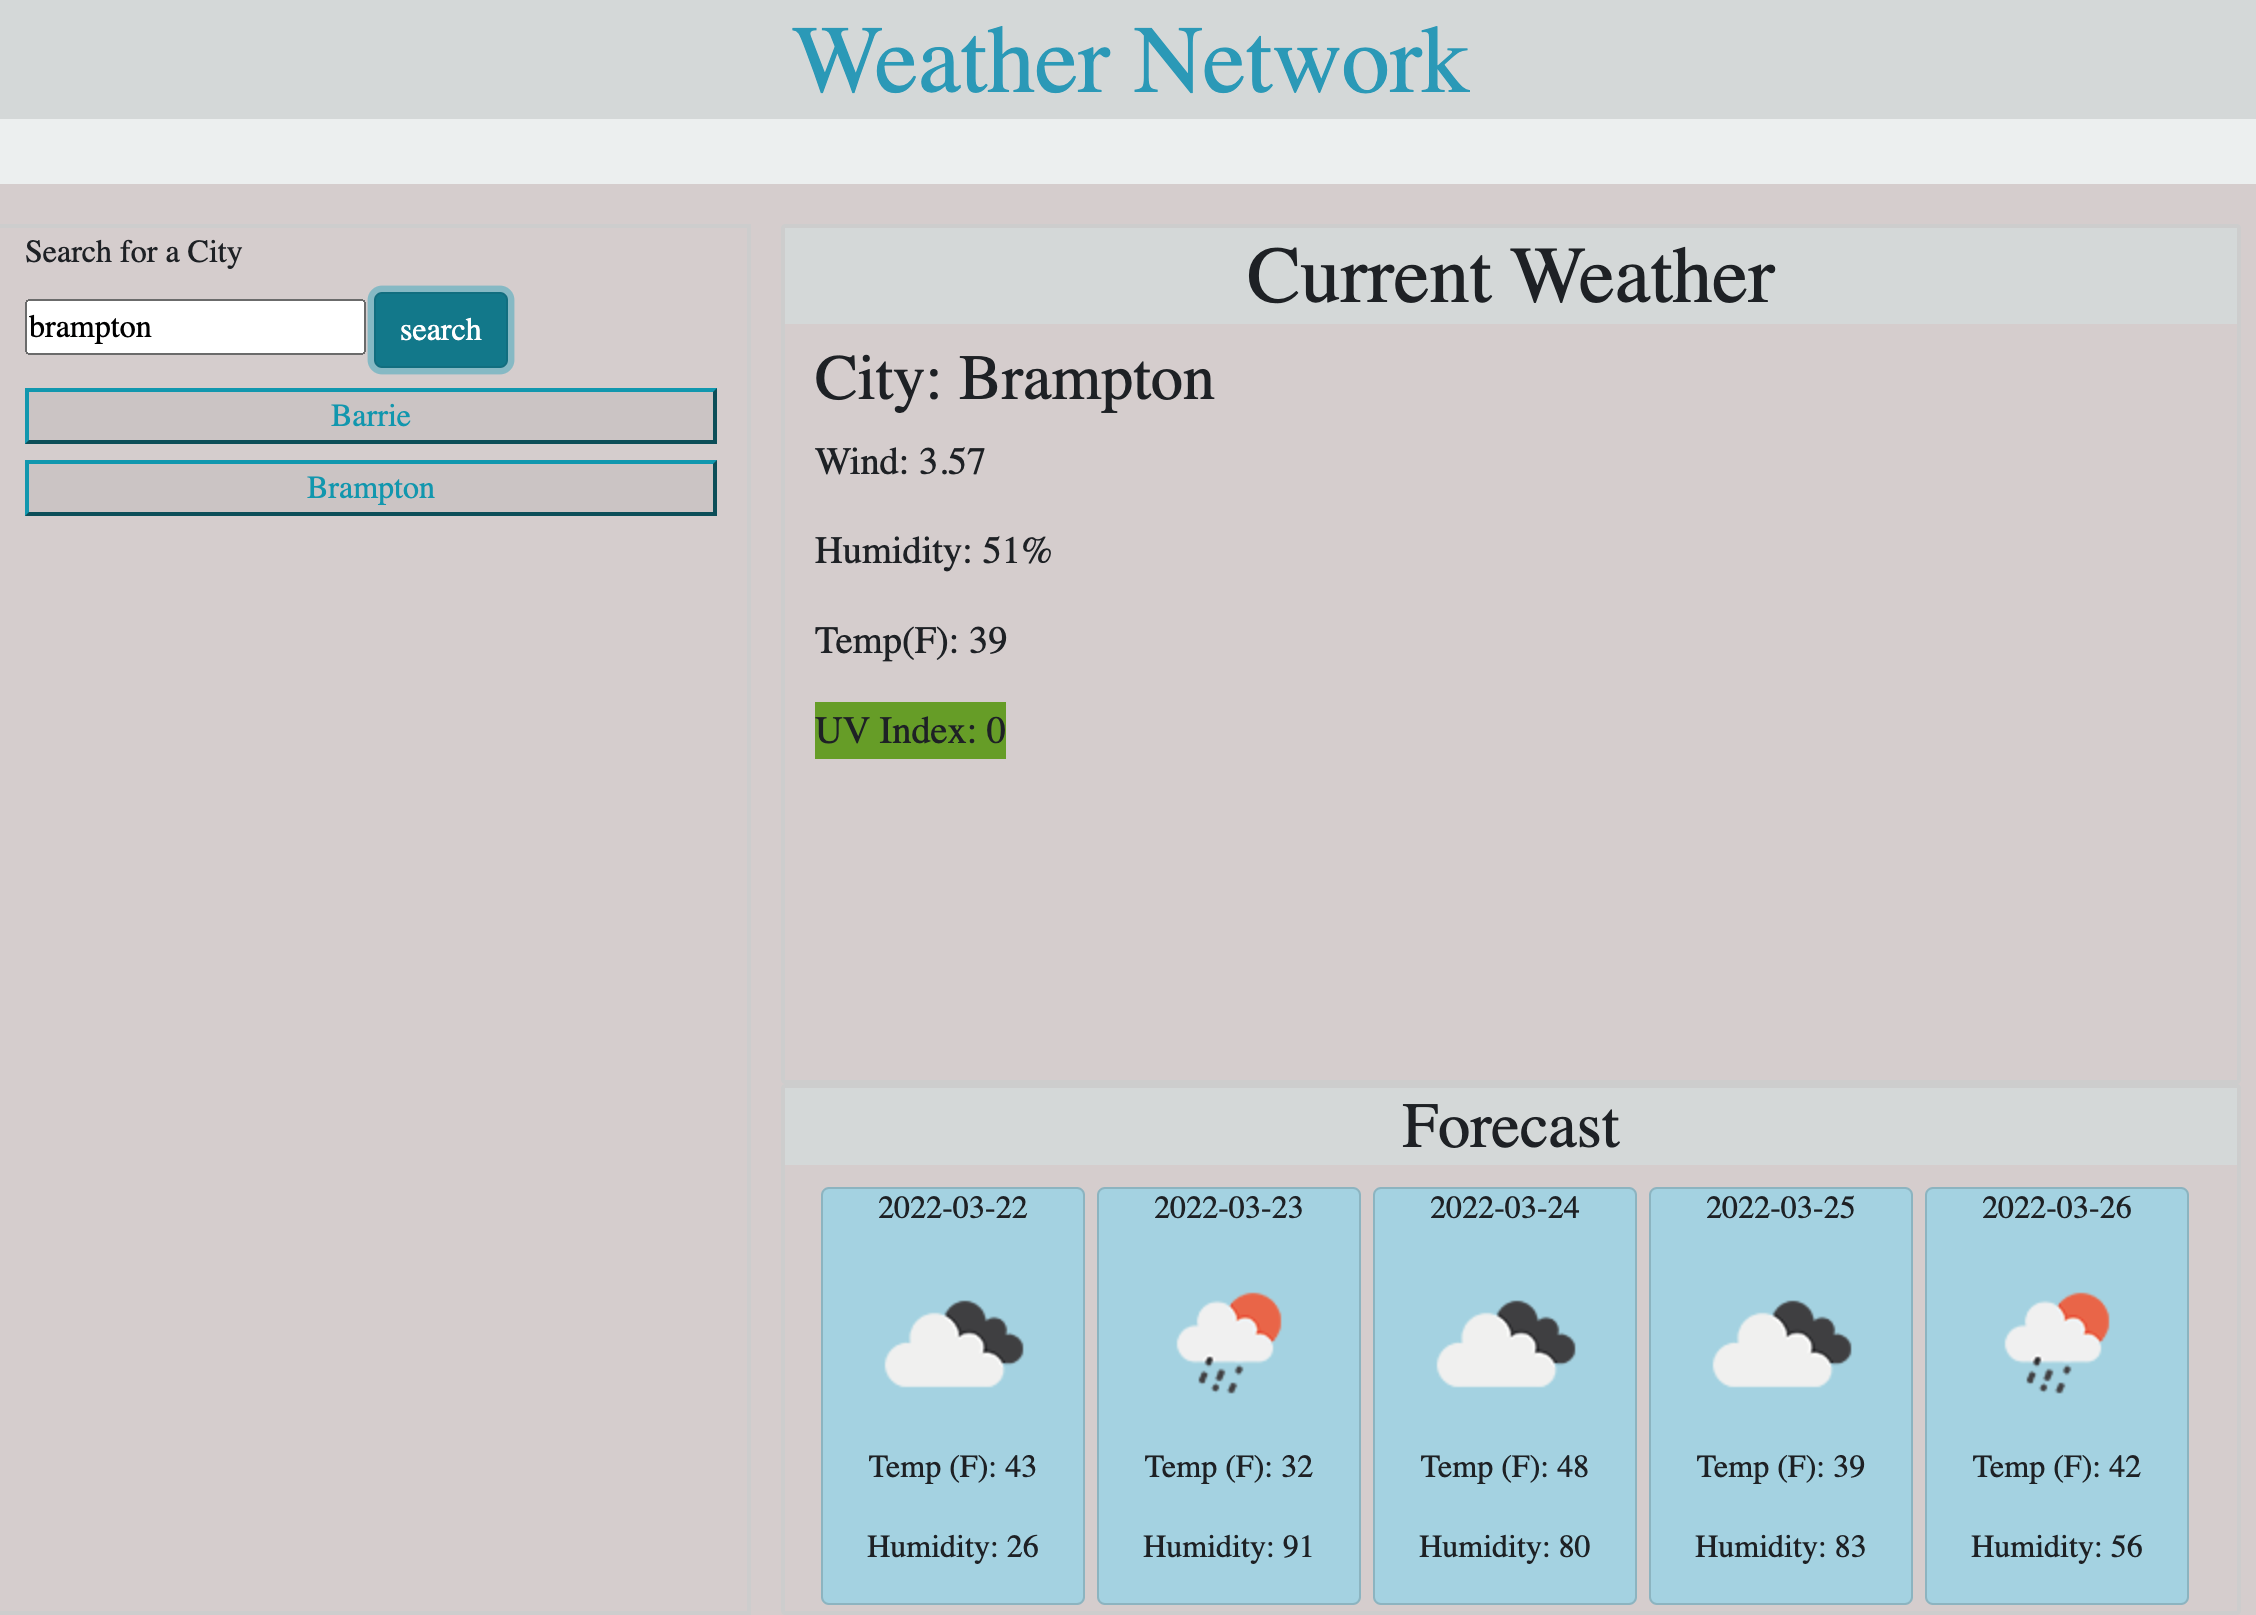 Weather Network
Search for a City
brampton
search
Barrie
Brampton
Current Weather
City: Brampton
Wind: 3.57
Humidity: 51%
Temp(F): 39
UV Index: 0
Forecast
2022-03-22
Temp (F): 43
Humidity: 26
2022-03-23
Temp (F): 32
Humidity: 91
2022-03-24
Temp (F): 48
Humidity: 80
2022-03-25
Temp (F): 39
Humidity: 83
2022-03-26
Temp (F): 42
Humidity: 56